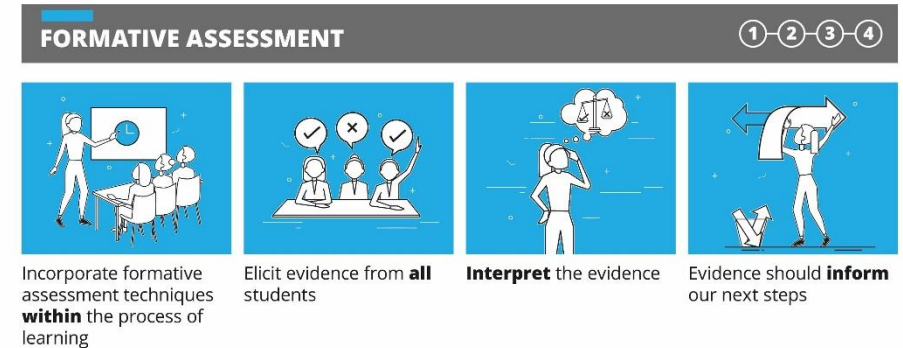 FORMATIVE ASSESSMENT
1 2 3 4
Incorporate formative
assessment techniques
within the process of
learning
Elicit evidence from all
students
Interpret the evidence
Evidence should inform
our next steps